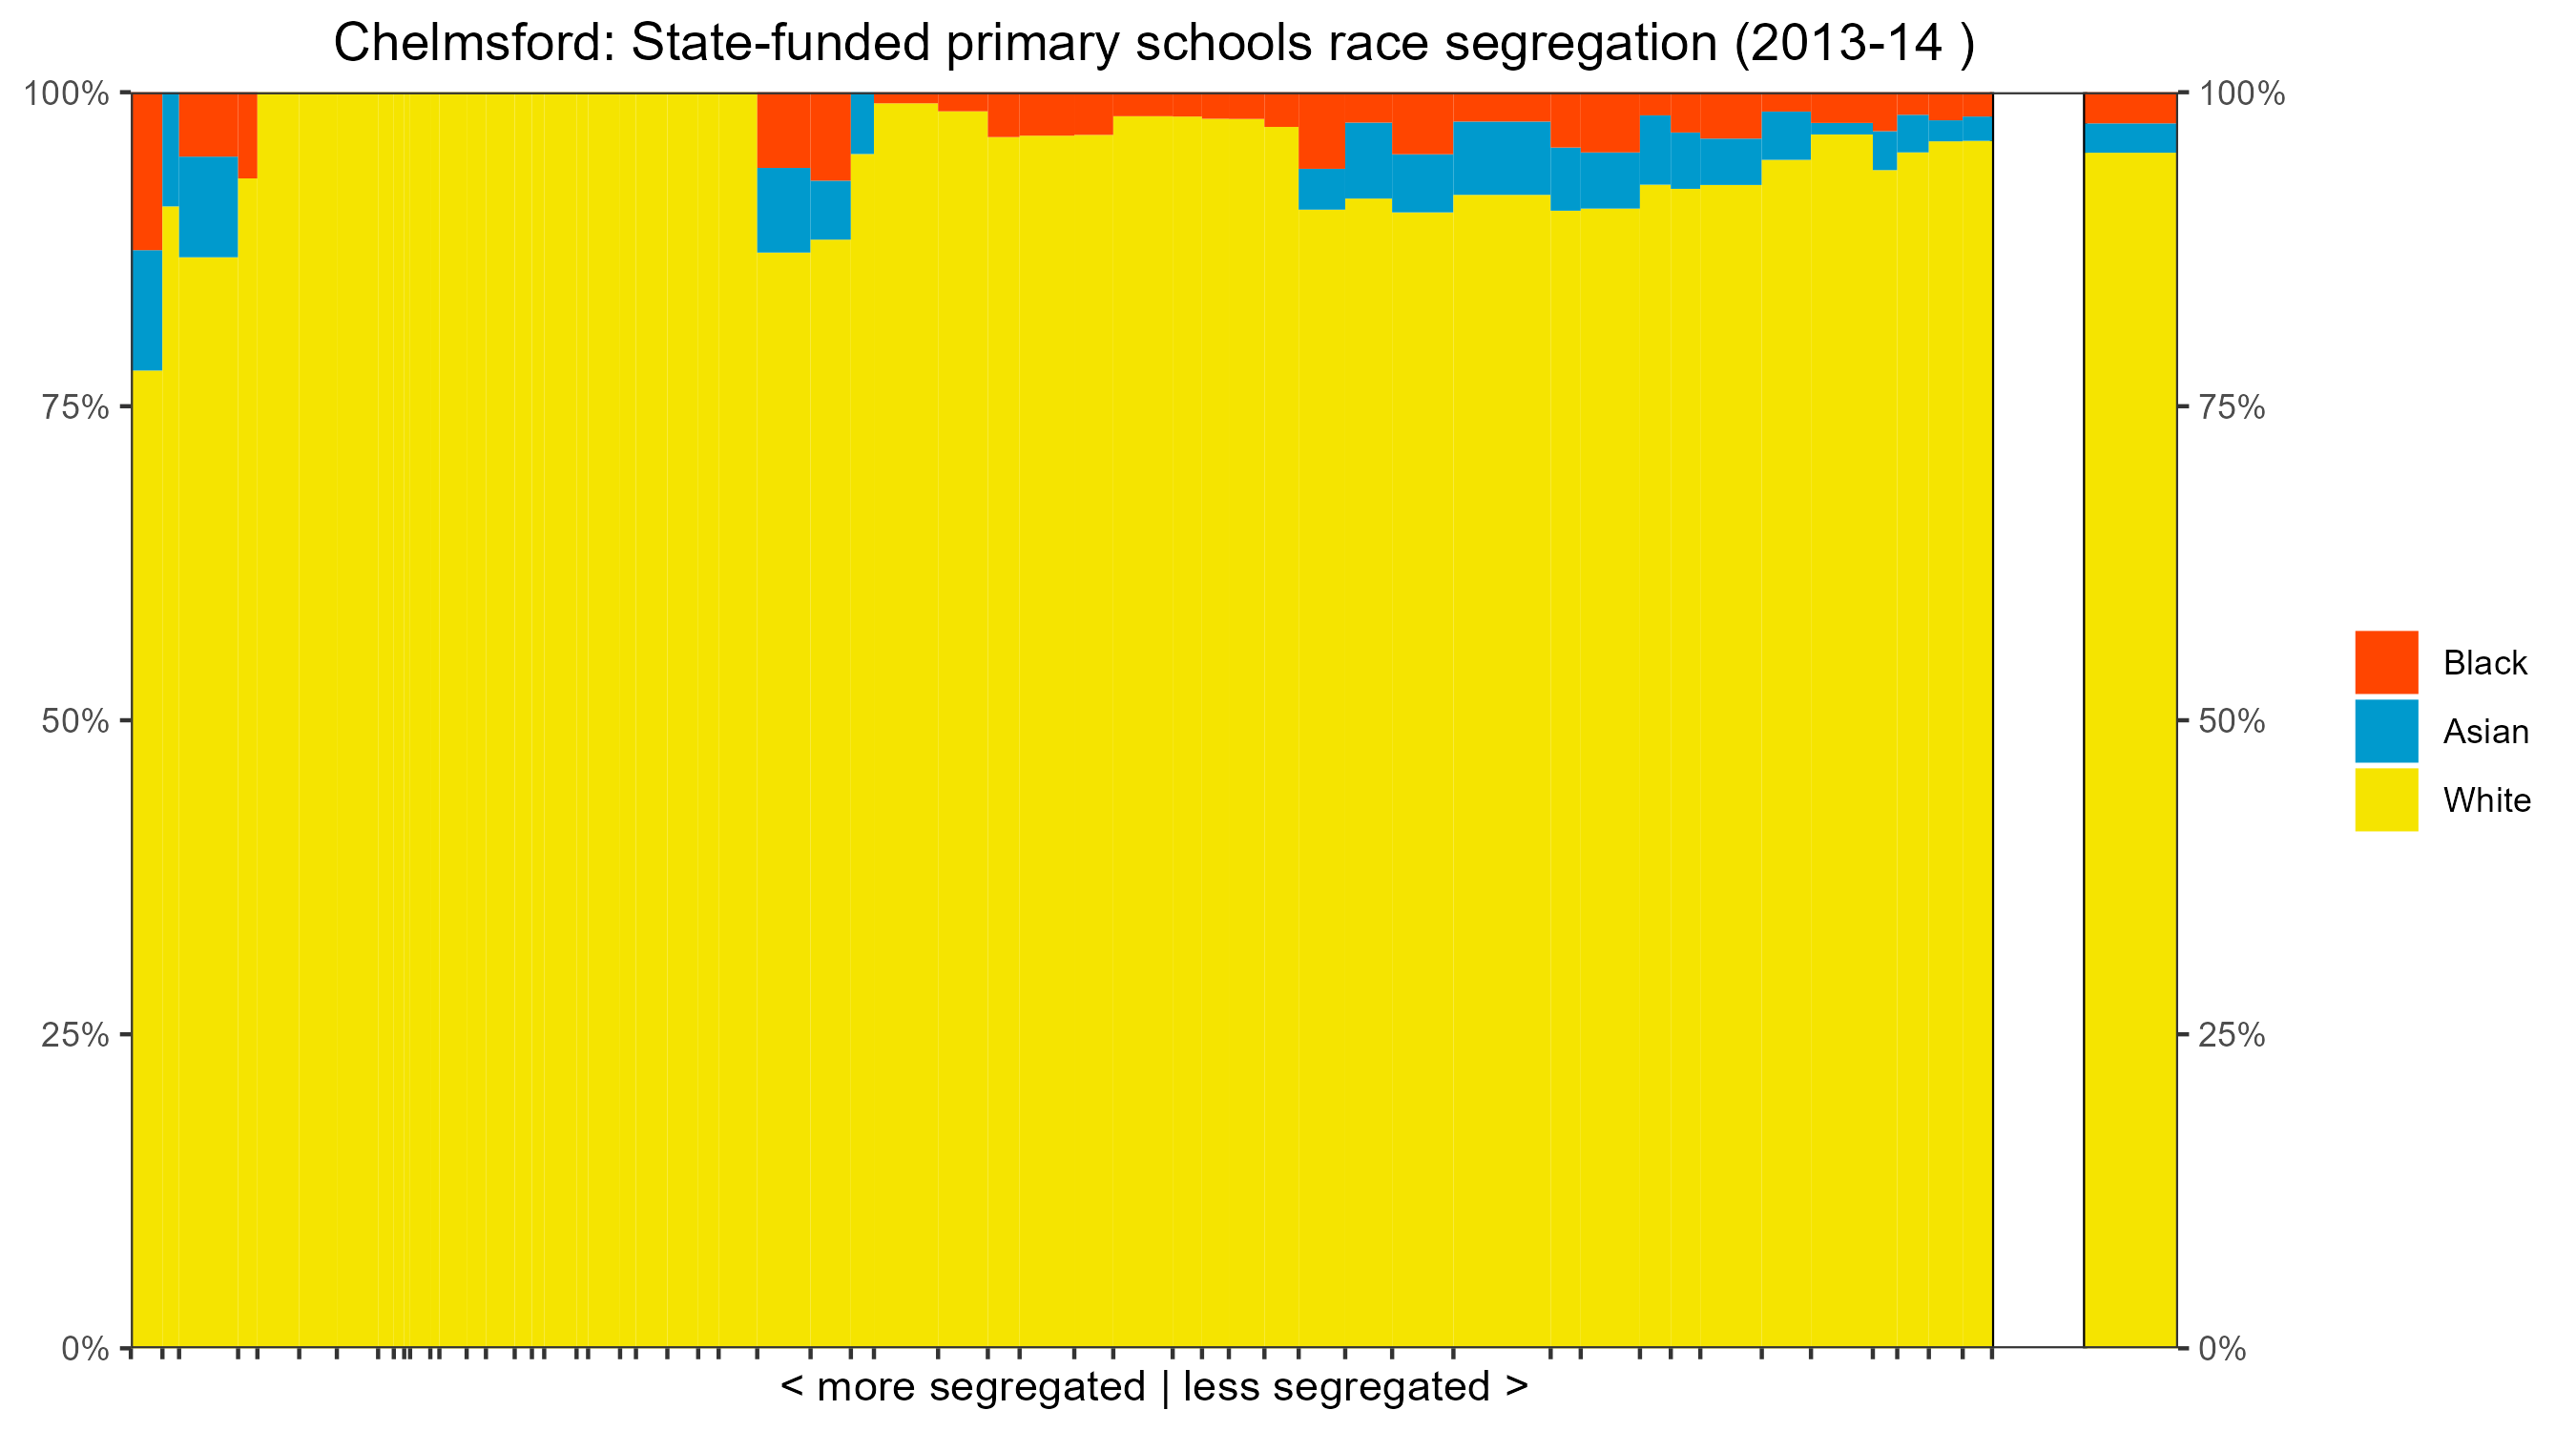 Chelmsford: State-funded primary schools race segregation (2013-14 )
100%
75%
50%
25%
0%
100%
75%
50%
25%
0%
Black
Asian
White
< more segregated | less segregated >